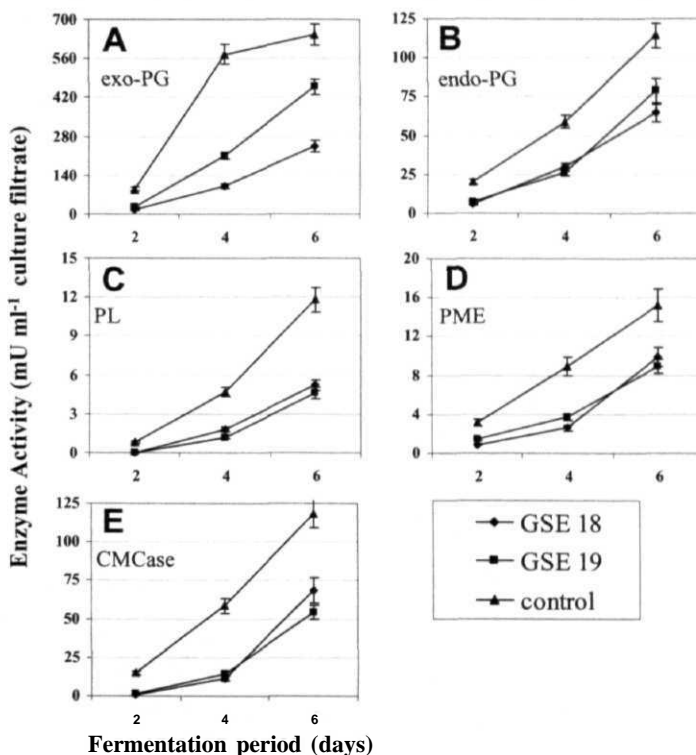 Enzyme Activity (mU ml-1 culture filtrate)
A
exo-PG
700
560
420
280
140
0
2 4 6
B
endo-PG
125
100
75
50
25
0
2 4 6
C
PL
15
12
9
6
3
0
2 4 6
D
PME
20
16
12
8
4
0
2 4 6
E
CMCase
125
100
75
50
25
0
2 4 6
GSE 18
GSE 19
control
Fermentation period (days)